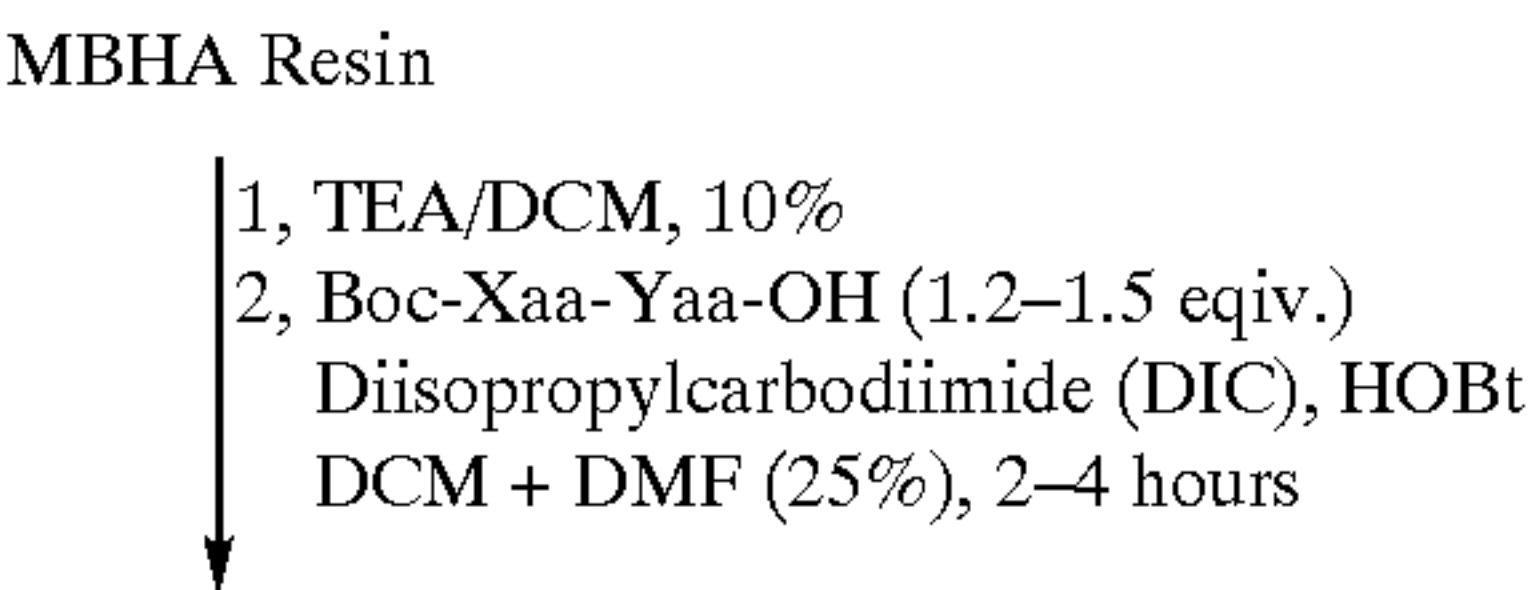 MBHA Resin
1, TEA/DCM, 10%
2, Boc-Xaa-Yaa-OH (1.2–1.5 eqiv.)
Diisopropylcarbodiimide (DIC), HOBt
DCM + DMF (25%), 2–4 hours